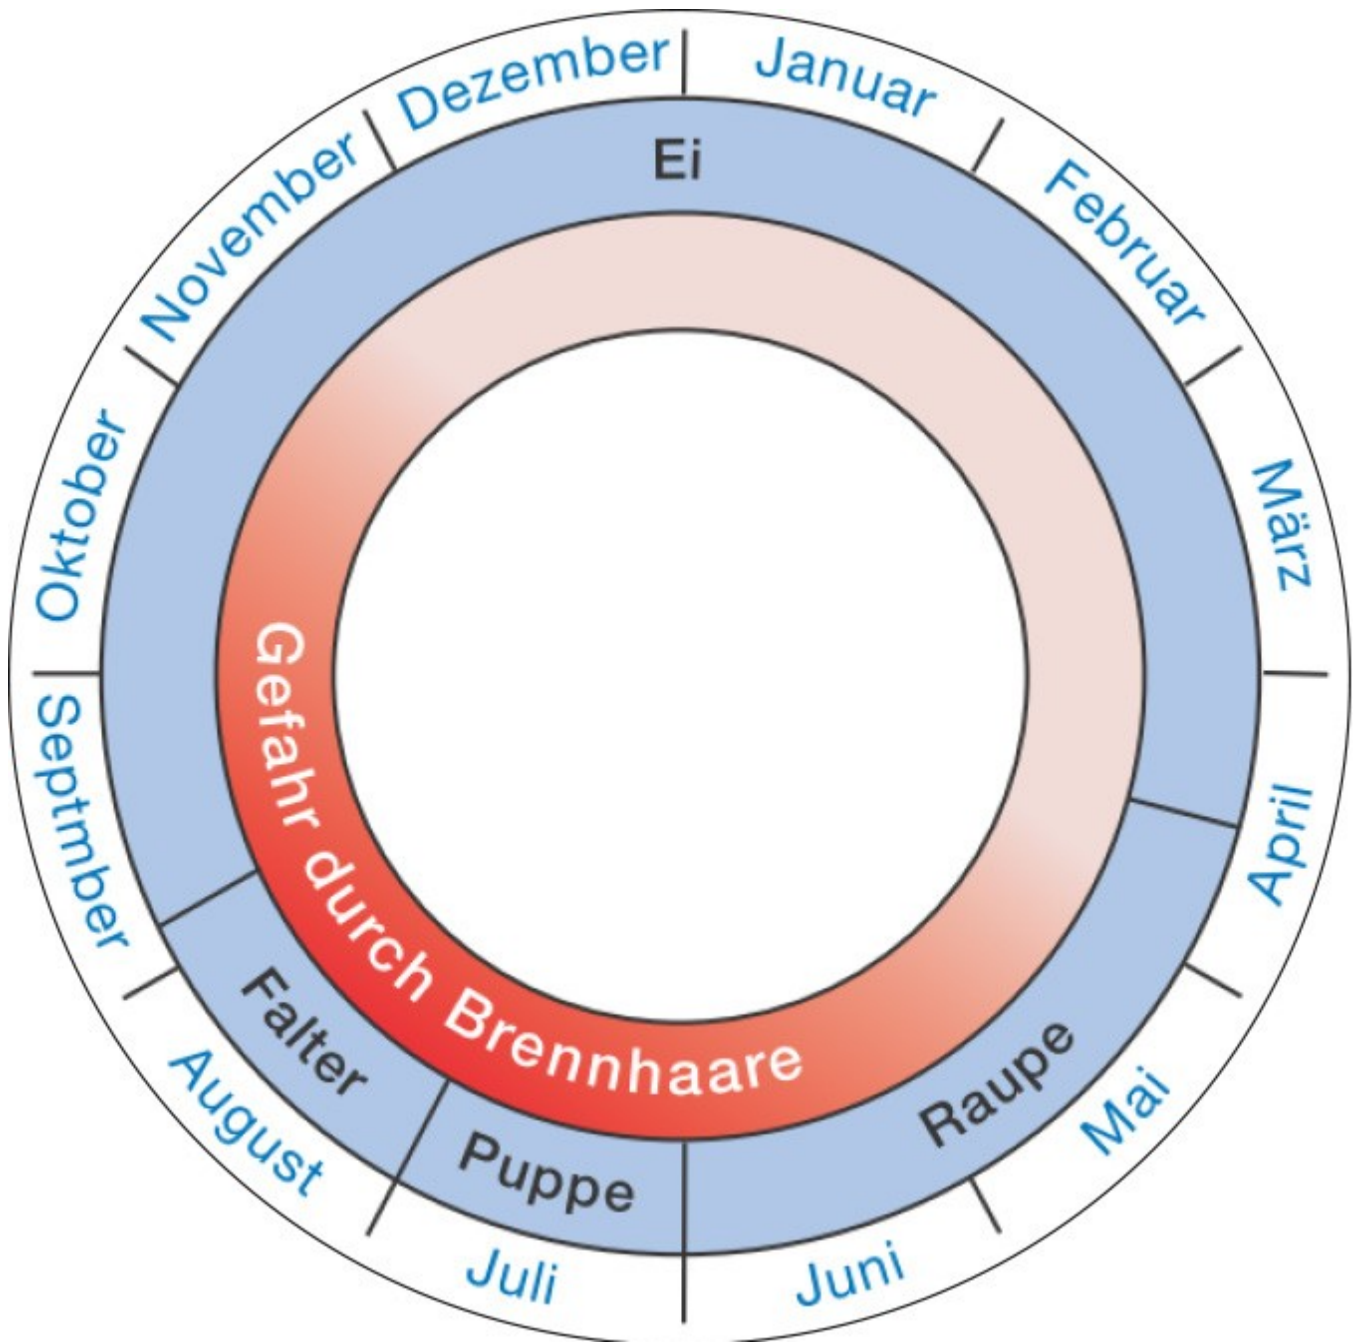 Januar
Februar
März
April
Mai
Juni
Juli
August
Septmber
Oktober
November
Dezember
Ei
Raupe
Puppe
Falter
Gefahr durch Brennhaare